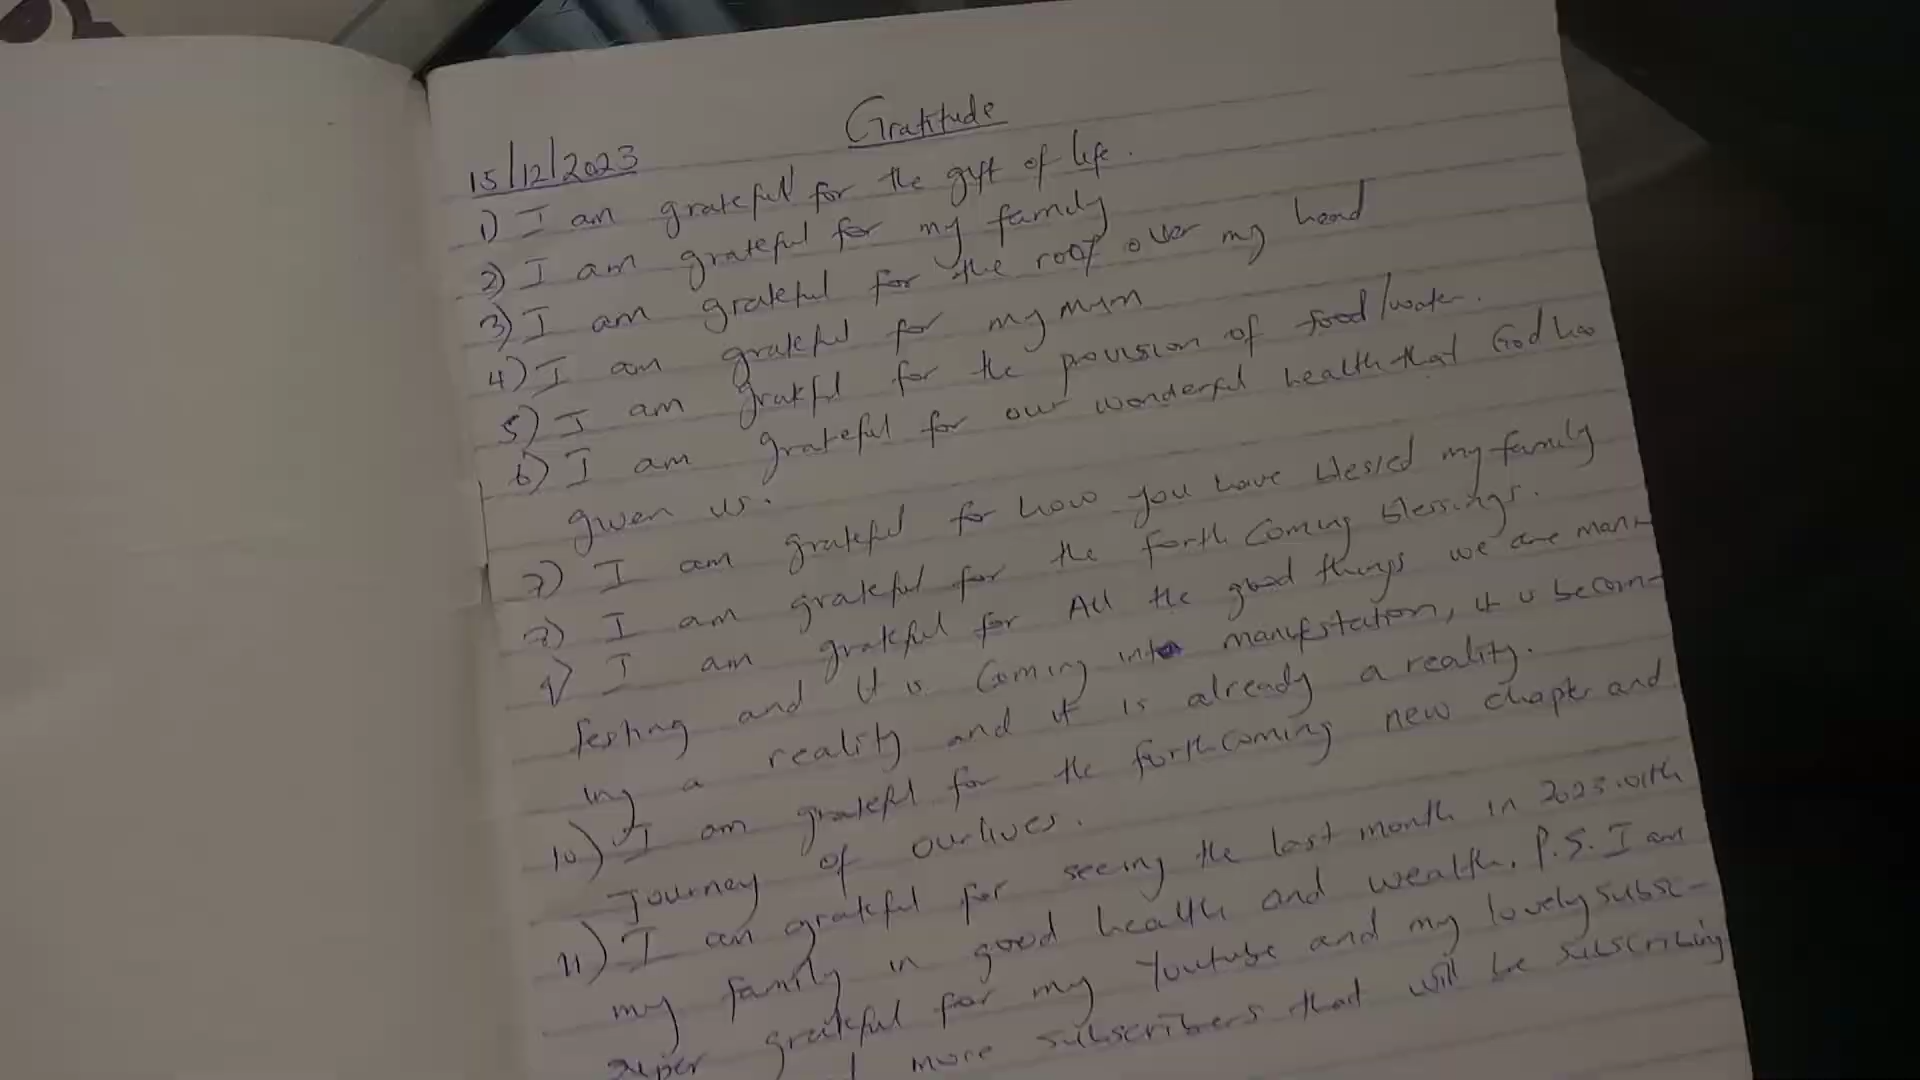 Gratitude
15/12/2023
1) I am grateful for the gift of life.
2) I am grateful for my family
3) I am grateful for the roof over my head
4) I am grateful for my mum
5) I am grateful for the provision of food/water.
6) I am grateful for our wonderful health that God has
given us.
7) I am grateful for how you have blessed my family
I am grateful for the forth coming blessings.
9) I am grateful for All the good things we are mani-
festing and it is coming into manifestation, it is becom-
ing a reality and it is already a reality.
10) I am grateful for the forthcoming new chapter and
Journey of our lives.
11) I am grateful for seeing the last month in 2023 with
my family in good health and wealth. P.S. I am
super grateful for my Youtube and my lovely subsc-
more subscribers that will be subscribing